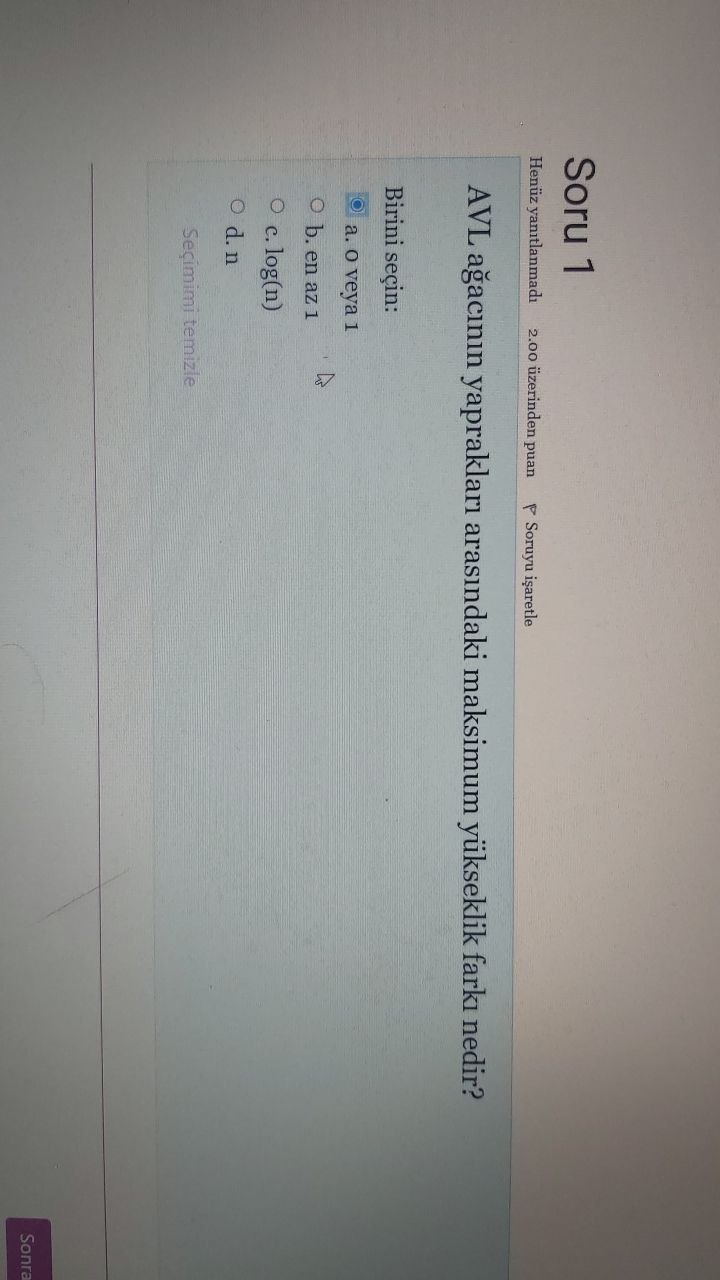 Soru 1
Henüz yanıtlanmadı 2.00 üzerinden puan Soruyu işaretle
AVL ağacının yaprakları arasındaki maksimum yükseklik farkı nedir?
Birini seçin:
a. 0 veya 1
b. en az 1
c. log(n)
d. n
Seçimimi temizle
Sonra